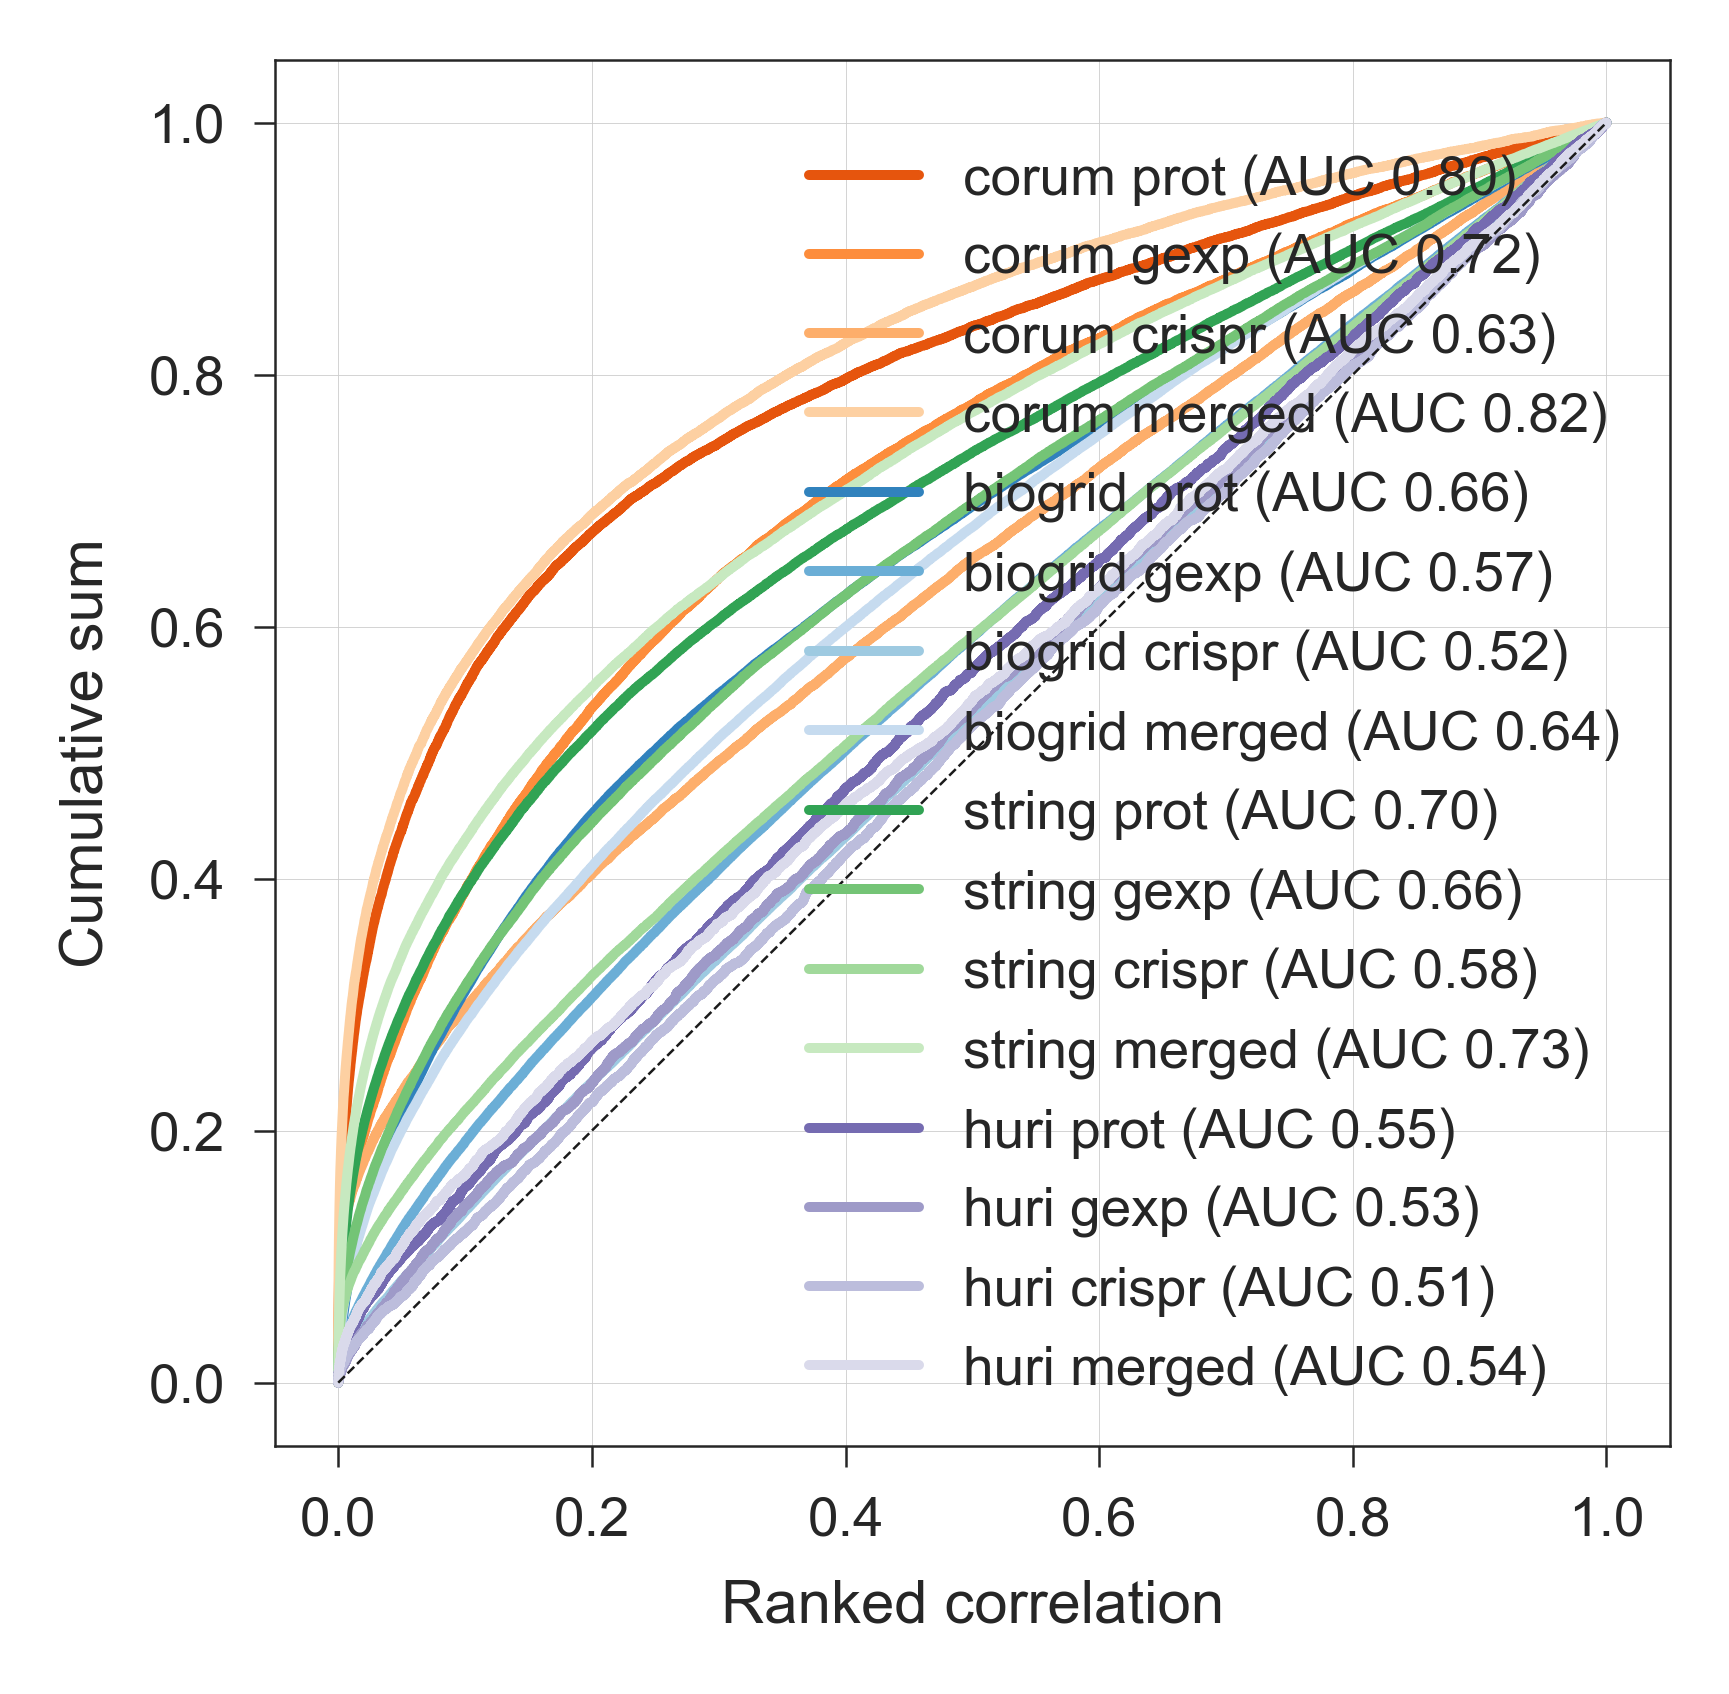 Cumulative sum
1.0
0.8
0.6
0.4
0.2
0.0
corum prot (AUC 0.80)
corum gexp (AUC 0.72)
corum crispr (AUC 0.63)
corum merged (AUC 0.82)
biogrid prot (AUC 0.66)
biogrid gexp (AUC 0.57)
biogrid crispr (AUC 0.52)
biogrid merged (AUC 0.64)
string prot (AUC 0.70)
string gexp (AUC 0.66)
string crispr (AUC 0.58)
string merged (AUC 0.73)
huri prot (AUC 0.55)
huri gexp (AUC 0.53)
huri crispr (AUC 0.51)
huri merged (AUC 0.54)
0.0 0.2 0.4 0.6 0.8 1.0
Ranked correlation